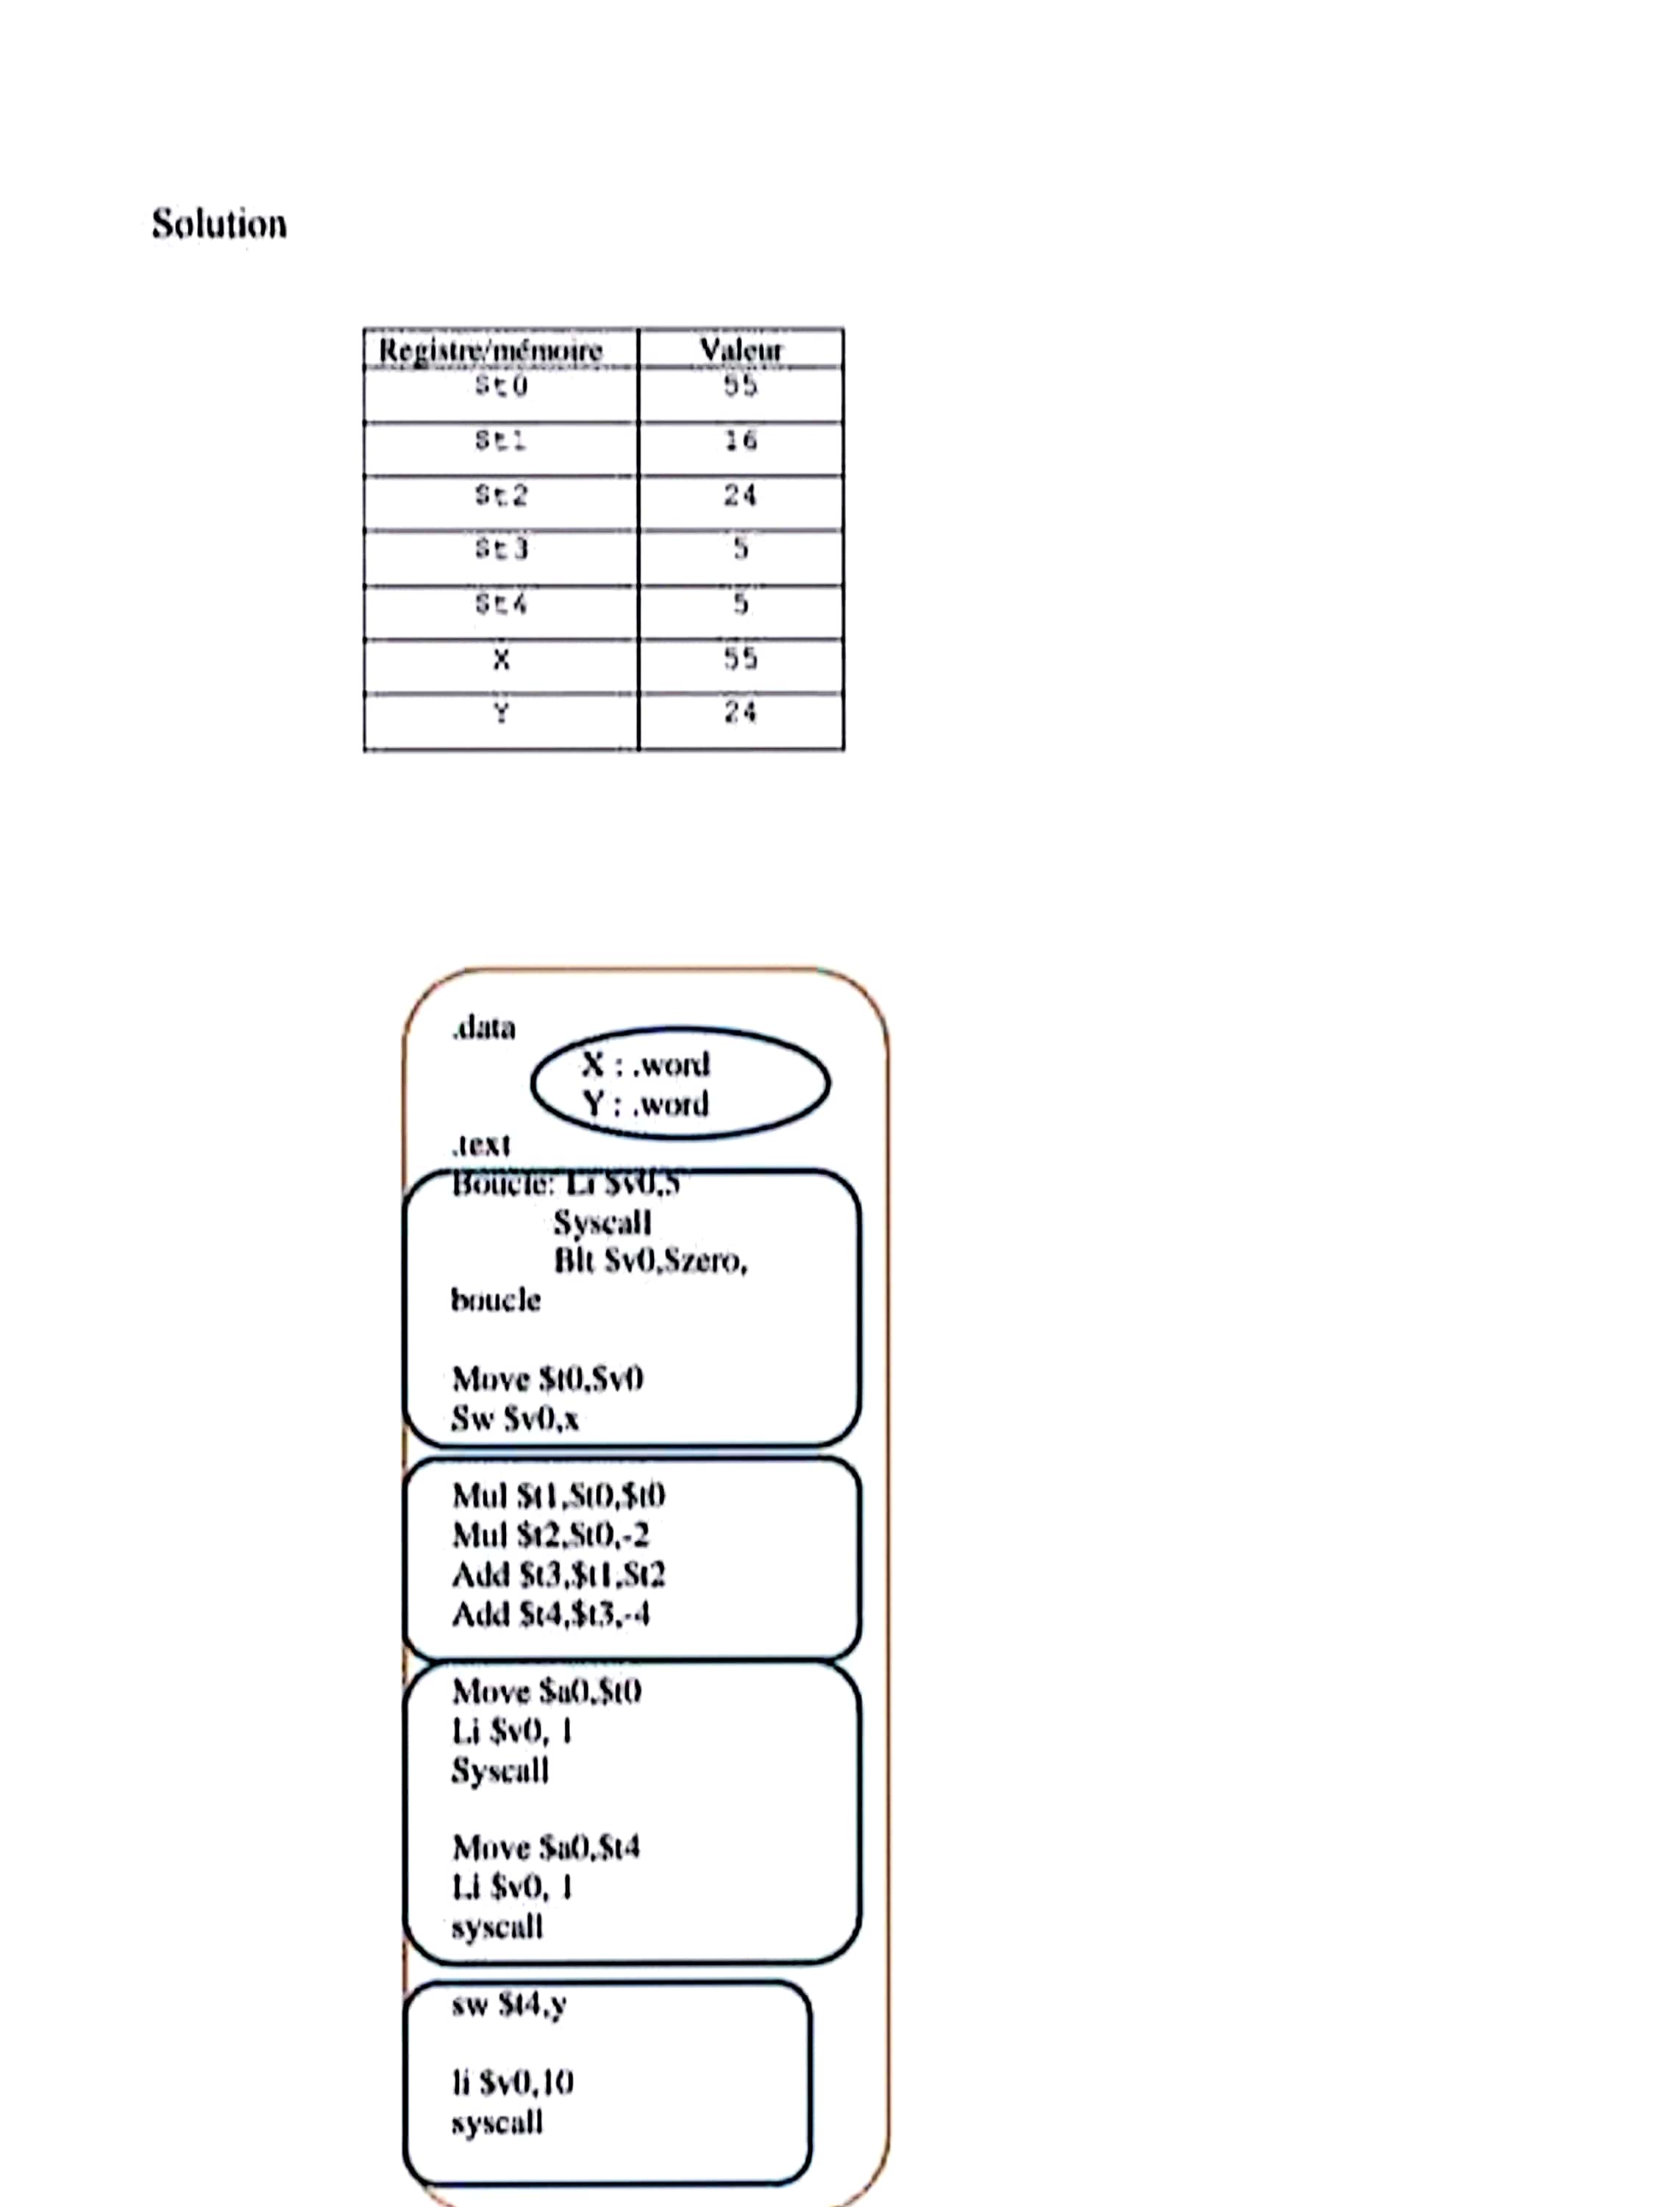 Solution
Registre/mémoire Valeur
$t0 55
$t1 16
$t2 24
$t3 5
$t4 5
X 55
Y 24
.data
X : .word
Y : .word
.text
Boucle: Li $v0,5
Syscall
Blt $v0,$zero,
boucle
Move $t0,$v0
Sw $v0,x
Mul $t1,$t0,$t0
Mul $t2,$t0,-2
Add $t3,$t1,$t2
Add $t4,$t3,-4
Move $a0,$t0
Li $v0, 1
Syscall
Move $a0,$t4
Li $v0, 1
syscall
sw $t4,y
li $v0,10
syscall